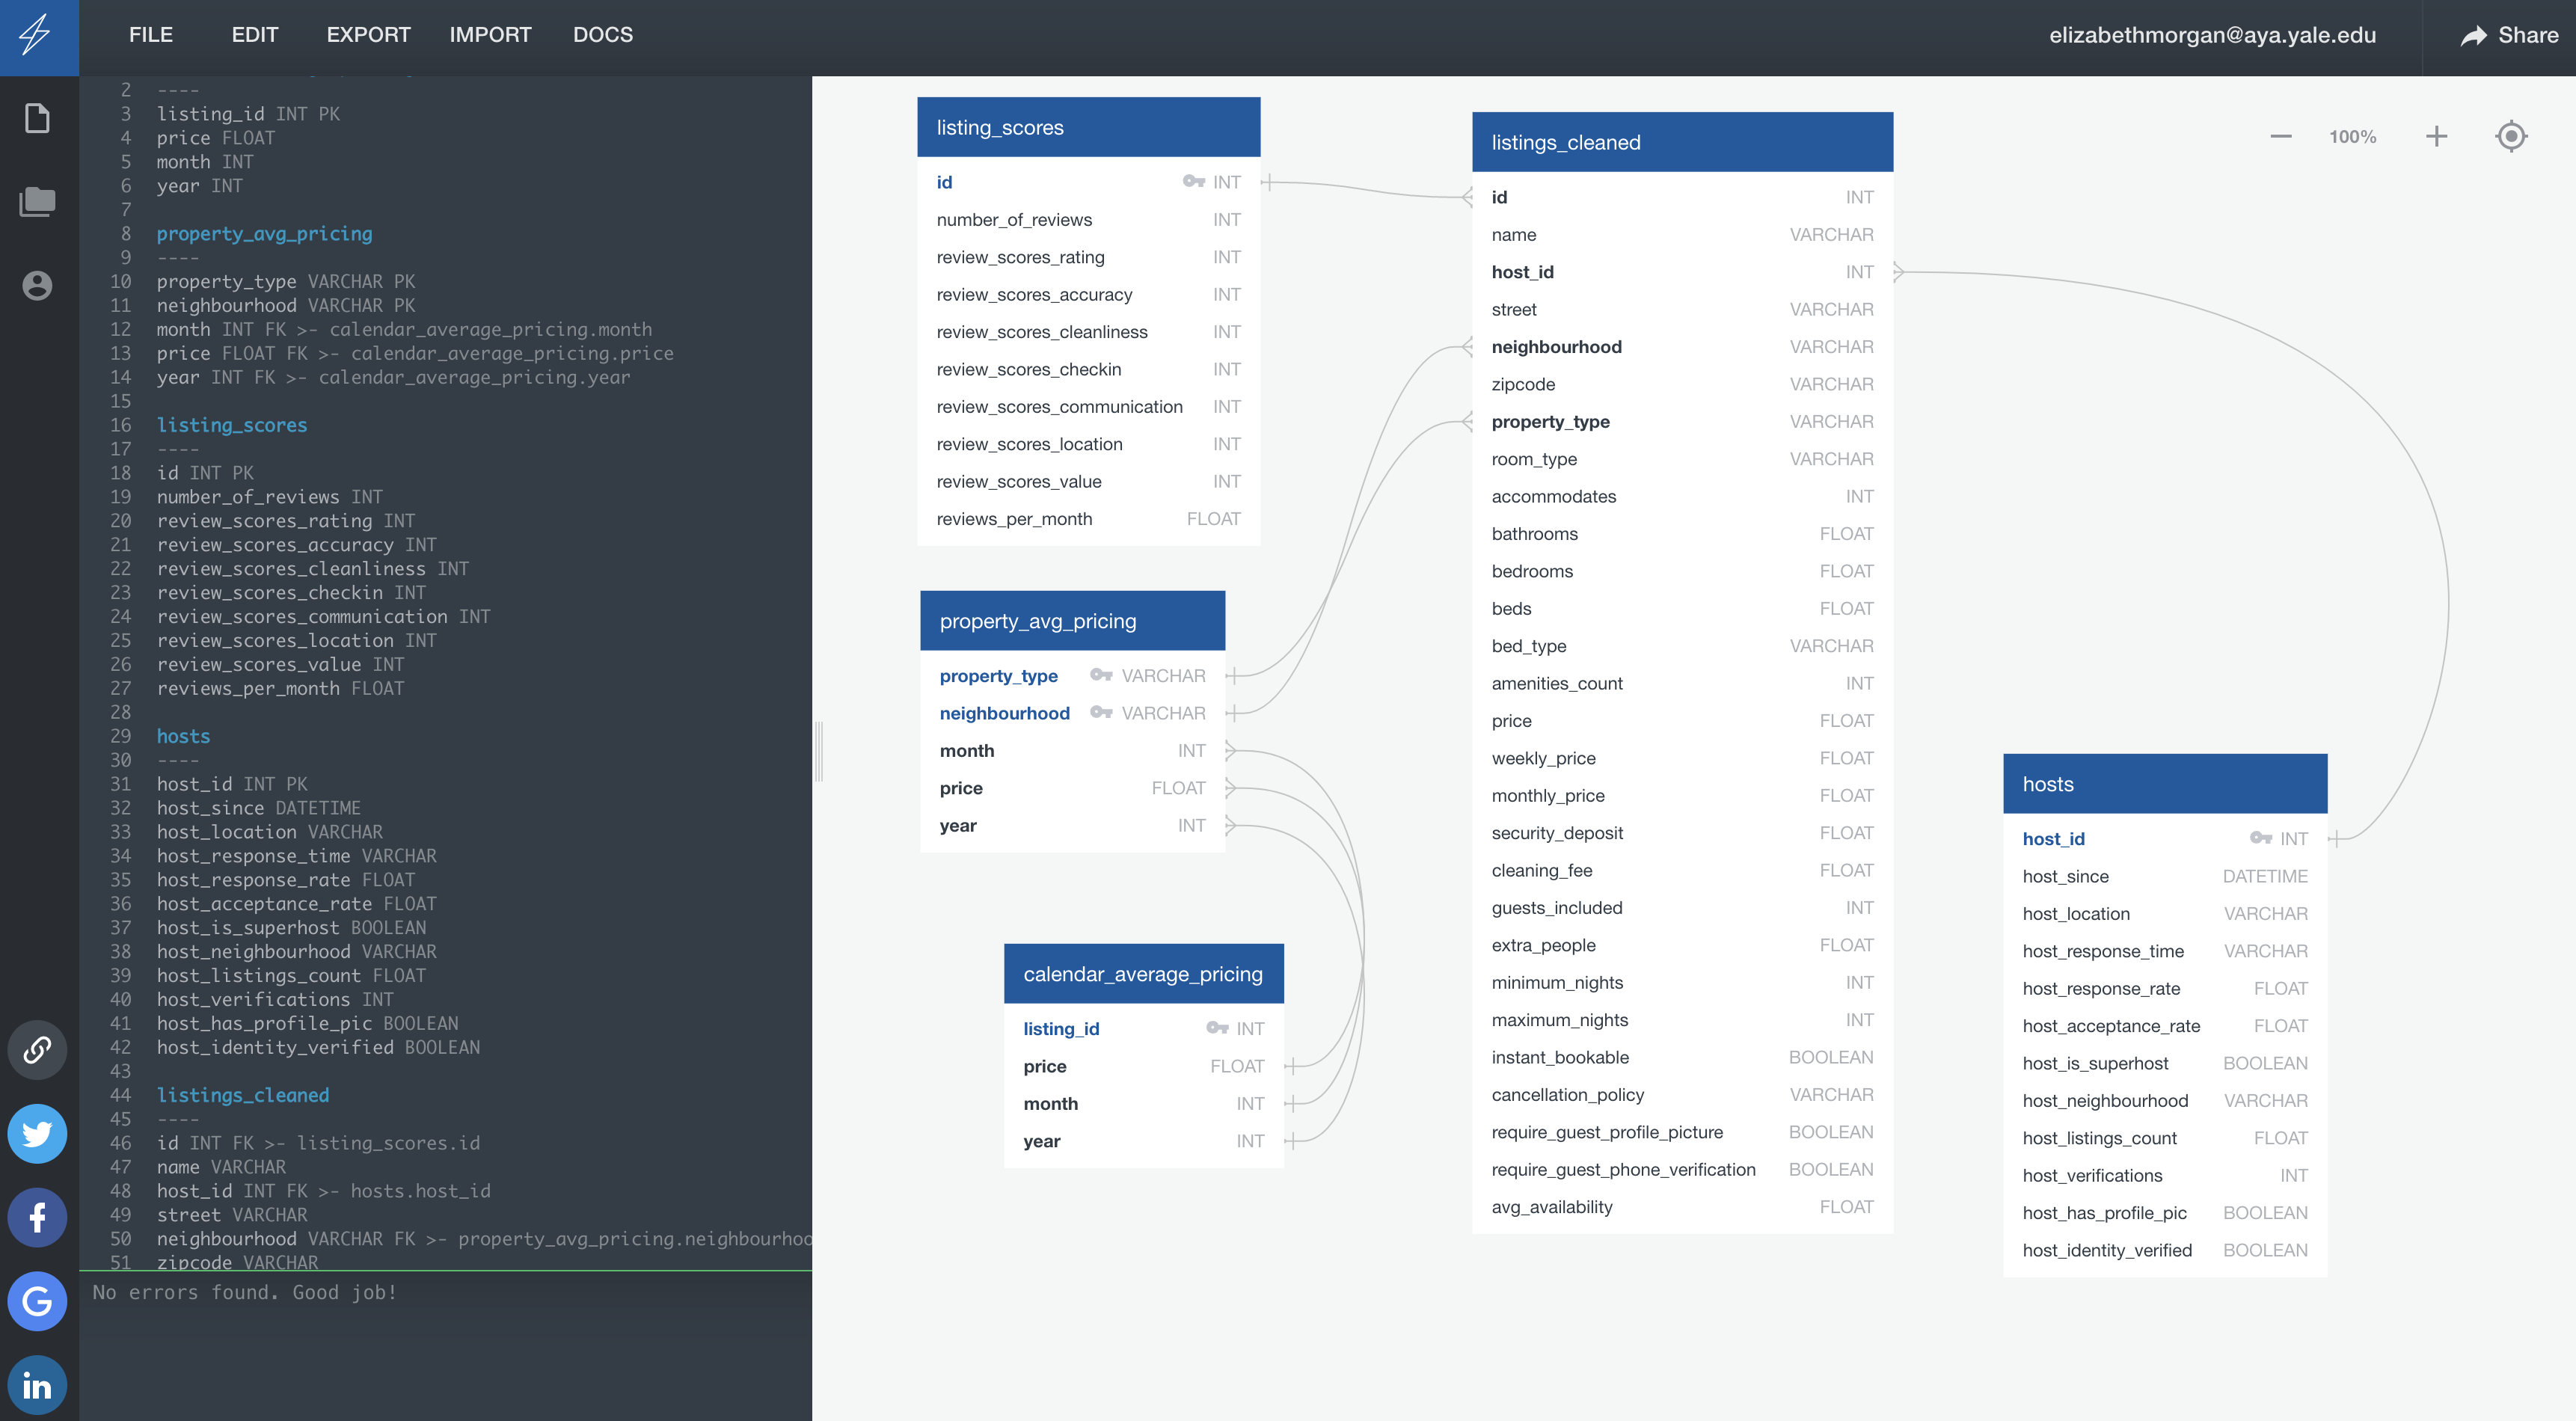 FILE EDIT EXPORT IMPORT DOCS elizabethmorgan@aya.yale.edu Share
2 ----
3 listing_id INT PK
4 price FLOAT
5 month INT
6 year INT
7
8 property_avg_pricing
9 ----
10 property_type VARCHAR PK
11 neighbourhood VARCHAR PK
12 month INT FK >- calendar_average_pricing.month
13 price FLOAT FK >- calendar_average_pricing.price
14 year INT FK >- calendar_average_pricing.year
15
16 listing_scores
17 ----
18 id INT PK
19 number_of_reviews INT
20 review_scores_rating INT
21 review_scores_accuracy INT
22 review_scores_cleanliness INT
23 review_scores_checkin INT
24 review_scores_communication INT
25 review_scores_location INT
26 review_scores_value INT
27 reviews_per_month FLOAT
28
29 hosts
30 ----
31 host_id INT PK
32 host_since DATETIME
33 host_location VARCHAR
34 host_response_time VARCHAR
35 host_response_rate FLOAT
36 host_acceptance_rate FLOAT
37 host_is_superhost BOOLEAN
38 host_neighbourhood VARCHAR
39 host_listings_count FLOAT
40 host_verifications INT
41 host_has_profile_pic BOOLEAN
42 host_identity_verified BOOLEAN
43
44 listings_cleaned
45 ----
46 id INT FK >- listing_scores.id
47 name VARCHAR
48 host_id INT FK >- hosts.host_id
49 street VARCHAR
50 neighbourhood VARCHAR FK >- property_avg_pricing.neighbourhoo
51 zipcode VARCHAR
No errors found. Good job!
listing_scores
id INT
number_of_reviews INT
review_scores_rating INT
review_scores_accuracy INT
review_scores_cleanliness INT
review_scores_checkin INT
review_scores_communication INT
review_scores_location INT
review_scores_value INT
reviews_per_month FLOAT
property_avg_pricing
property_type VARCHAR
neighbourhood VARCHAR
month INT
price FLOAT
year INT
calendar_average_pricing
listing_id INT
price FLOAT
month INT
year INT
listings_cleaned
id INT
name VARCHAR
host_id INT
street VARCHAR
neighbourhood VARCHAR
zipcode VARCHAR
property_type VARCHAR
room_type VARCHAR
accommodates INT
bathrooms FLOAT
bedrooms FLOAT
beds FLOAT
bed_type VARCHAR
amenities_count INT
price FLOAT
weekly_price FLOAT
monthly_price FLOAT
security_deposit FLOAT
cleaning_fee FLOAT
guests_included INT
extra_people FLOAT
minimum_nights INT
maximum_nights INT
instant_bookable BOOLEAN
cancellation_policy VARCHAR
require_guest_profile_picture BOOLEAN
require_guest_phone_verification BOOLEAN
avg_availability FLOAT
100%
hosts
host_id INT
host_since DATETIME
host_location VARCHAR
host_response_time VARCHAR
host_response_rate FLOAT
host_acceptance_rate FLOAT
host_is_superhost BOOLEAN
host_neighbourhood VARCHAR
host_listings_count FLOAT
host_verifications INT
host_has_profile_pic BOOLEAN
host_identity_verified BOOLEAN
f
G
in